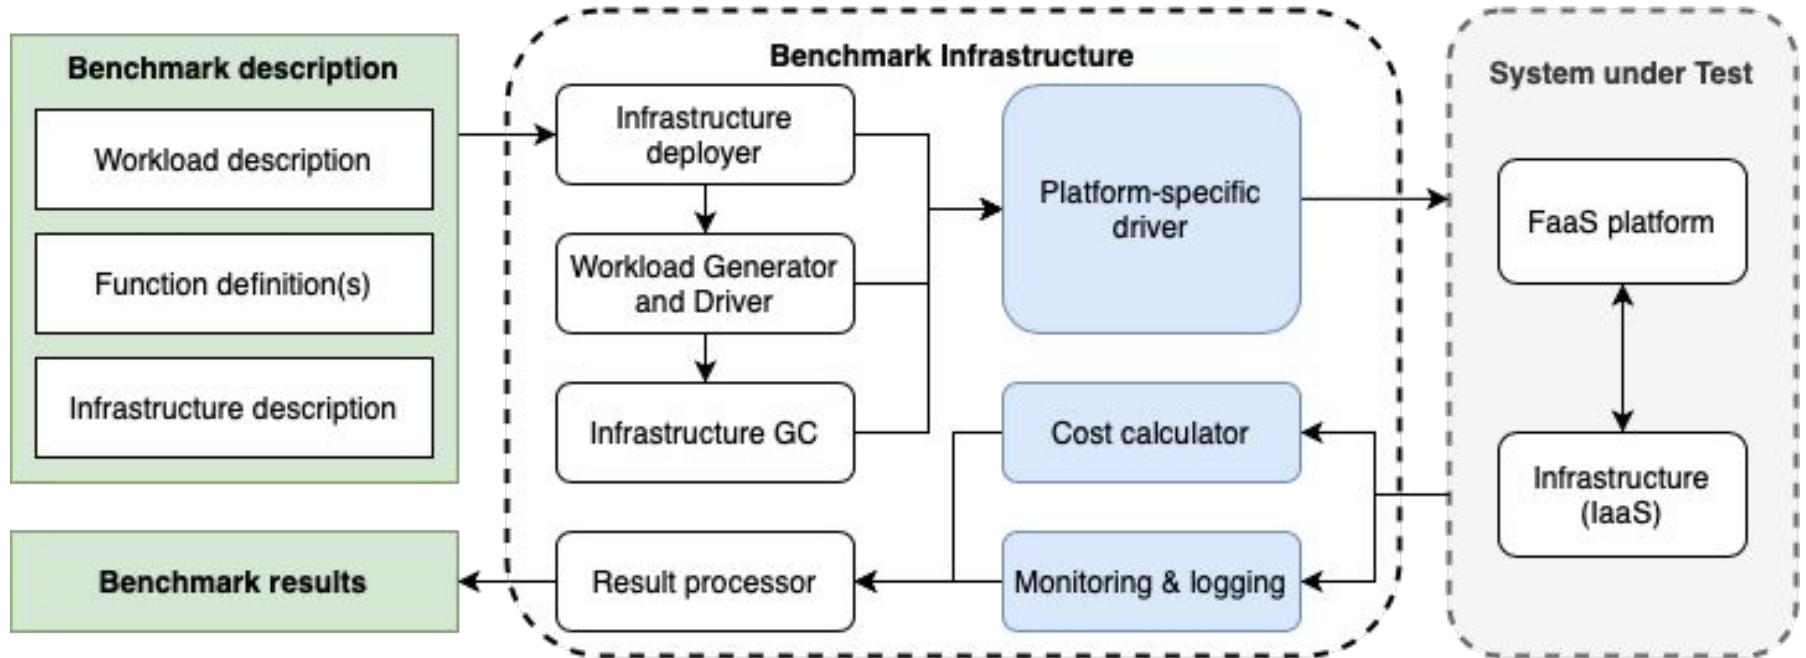 Benchmark description
Workload description
Function definition(s)
Infrastructure description
Benchmark results
Benchmark Infrastructure
Infrastructure
deployer
Workload Generator
and Driver
Infrastructure GC
Result processor
Platform-specific
driver
Cost calculator
Monitoring & logging
System under Test
FaaS platform
Infrastructure
(IaaS)